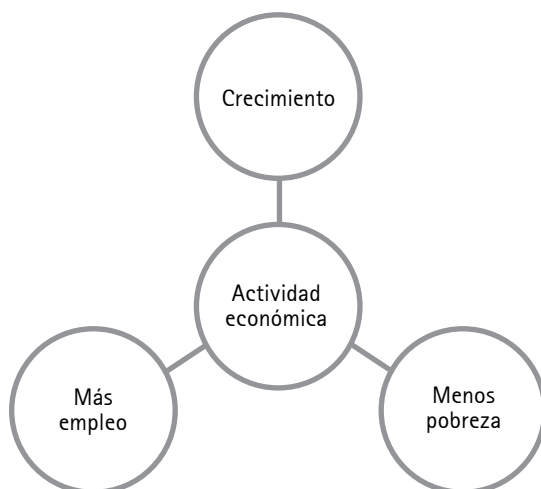 Crecimiento
Actividad
económica
Más
empleo
Menos
pobreza